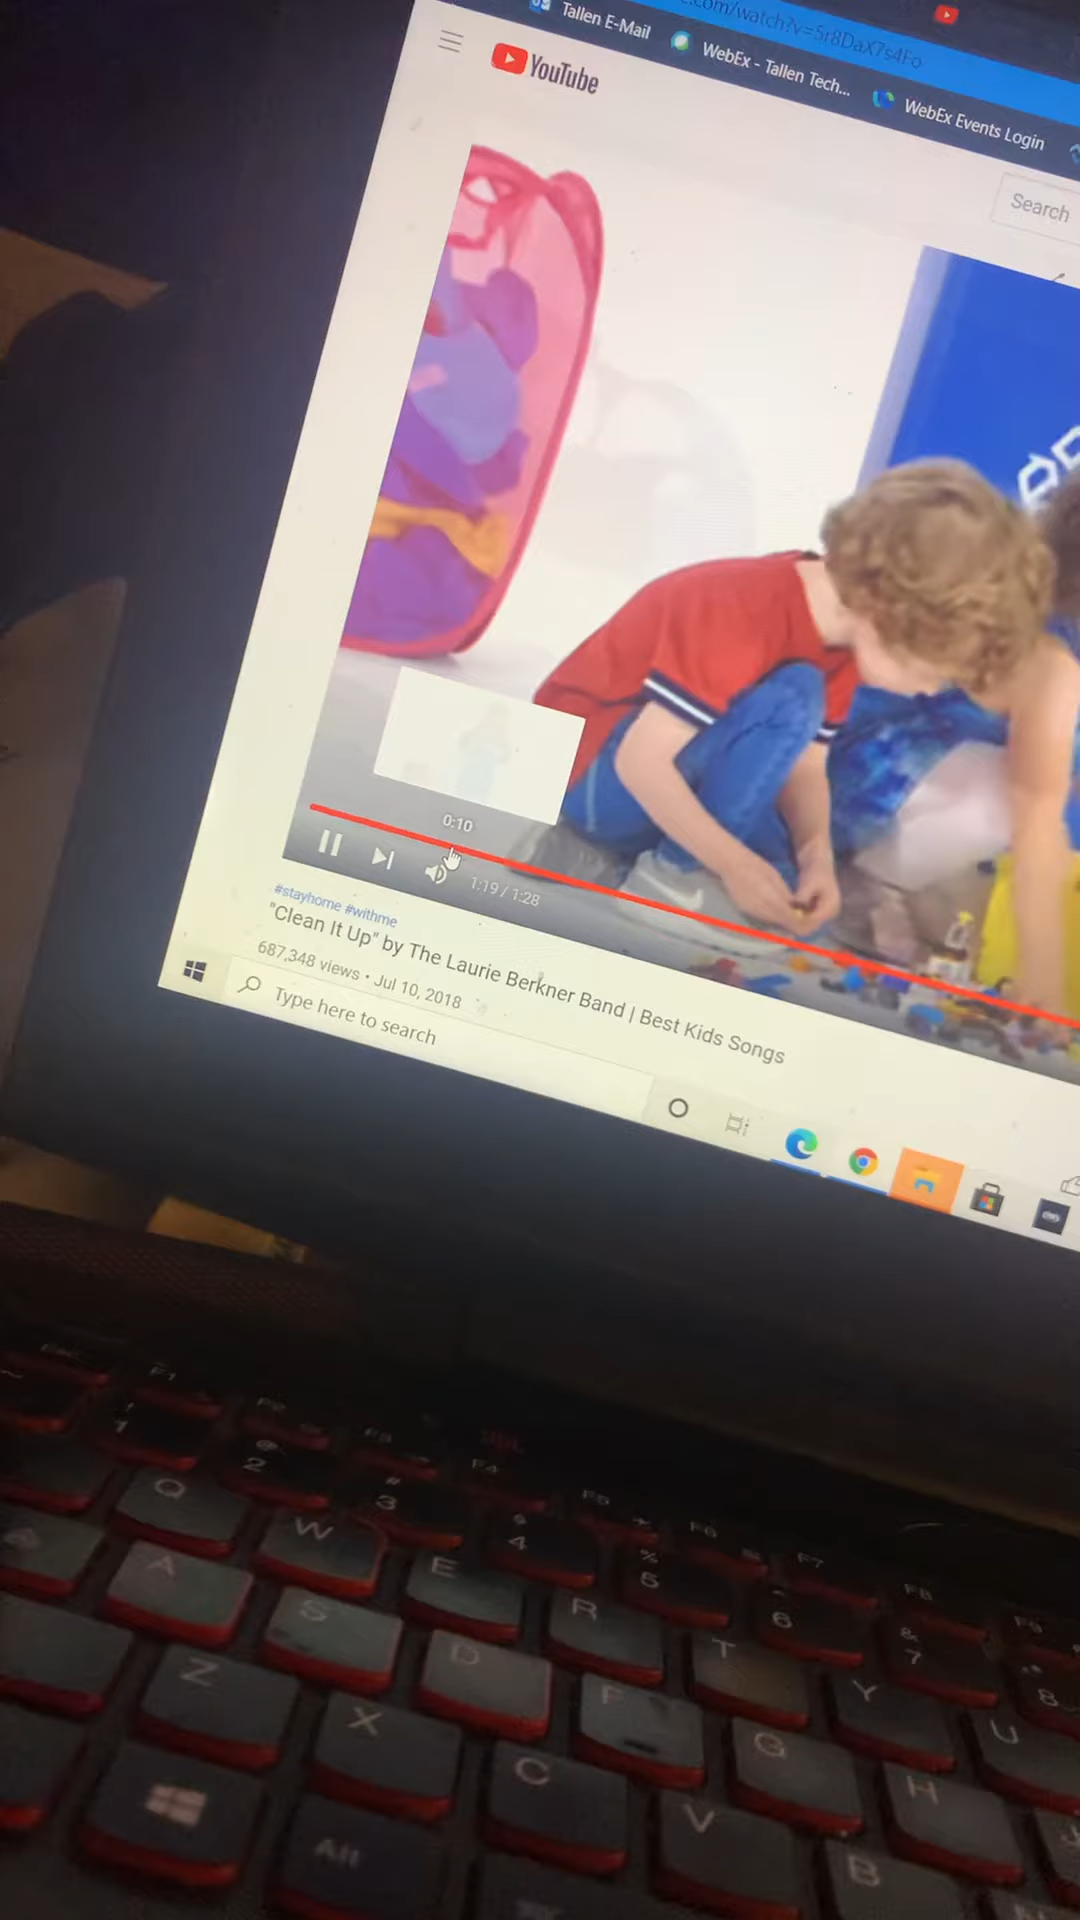 .com/watch?v=5r8DaX7s4Fo
Tallen E-Mail
WebEx - Tallen Tech...
WebEx Events Login
YouTube
Search
0:10
1:19 / 1:28
#stayhome #withme
"Clean It Up" by The Laurie Berkner Band | Best Kids Songs
687,348 views • Jul 10, 2018
Type here to search
F1 F2 F3 F4 F5 F6 F7 F8 F9
! 1 @ 2 # 3 $ 4 % 5 ^ 6 & 7 * 8
Q W E R T Y U
A S D F G H J
Z X C V B
Alt